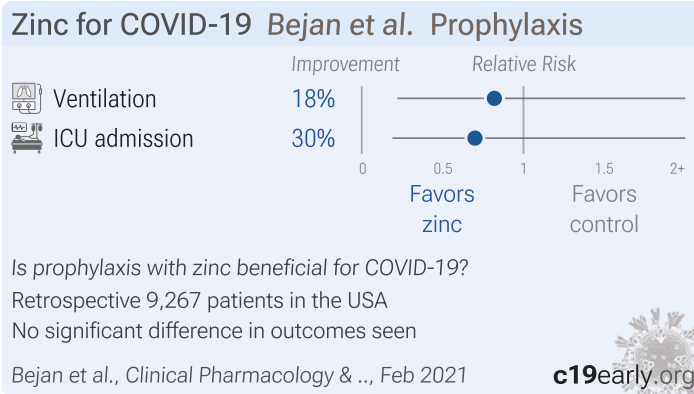 Zinc for COVID-19 Bejan et al. Prophylaxis
Improvement Relative Risk
Ventilation 18%
ICU admission 30%
0 0.5 1 1.5 2+
Favors zinc
Favors control
Is prophylaxis with zinc beneficial for COVID-19?
Retrospective 9,267 patients in the USA
No significant difference in outcomes seen
Bejan et al., Clinical Pharmacology & .., Feb 2021
c19early.org